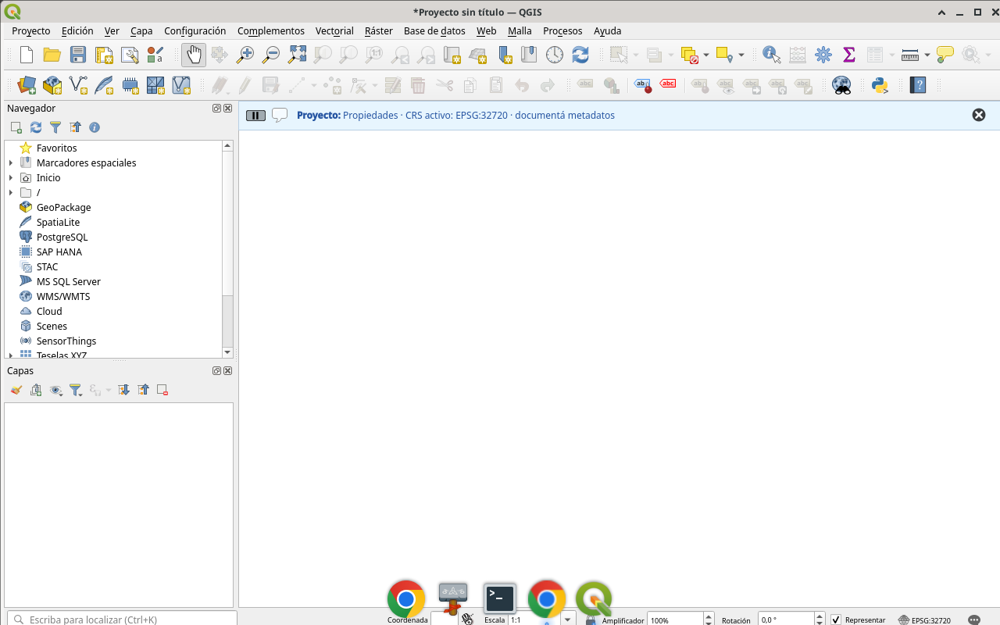 *Proyecto sin título — QGIS
Proyecto Edición Ver Capa Configuración Complementos Vectorial Ráster Base de datos Web Malla Procesos Ayuda
Navegador
Proyecto: Propiedades · CRS activo: EPSG:32720 · documentá metadatos
Favoritos
Marcadores espaciales
Inicio
/
GeoPackage
SpatiaLite
PostgreSQL
SAP HANA
STAC
MS SQL Server
WMS/WMTS
Cloud
Scenes
SensorThings
Teselas XYZ
Capas
Escriba para localizar (Ctrl+K)
Coordenada Escala 1:1 Amplificador 100% Rotación 0,0 ° Representar EPSG:32720